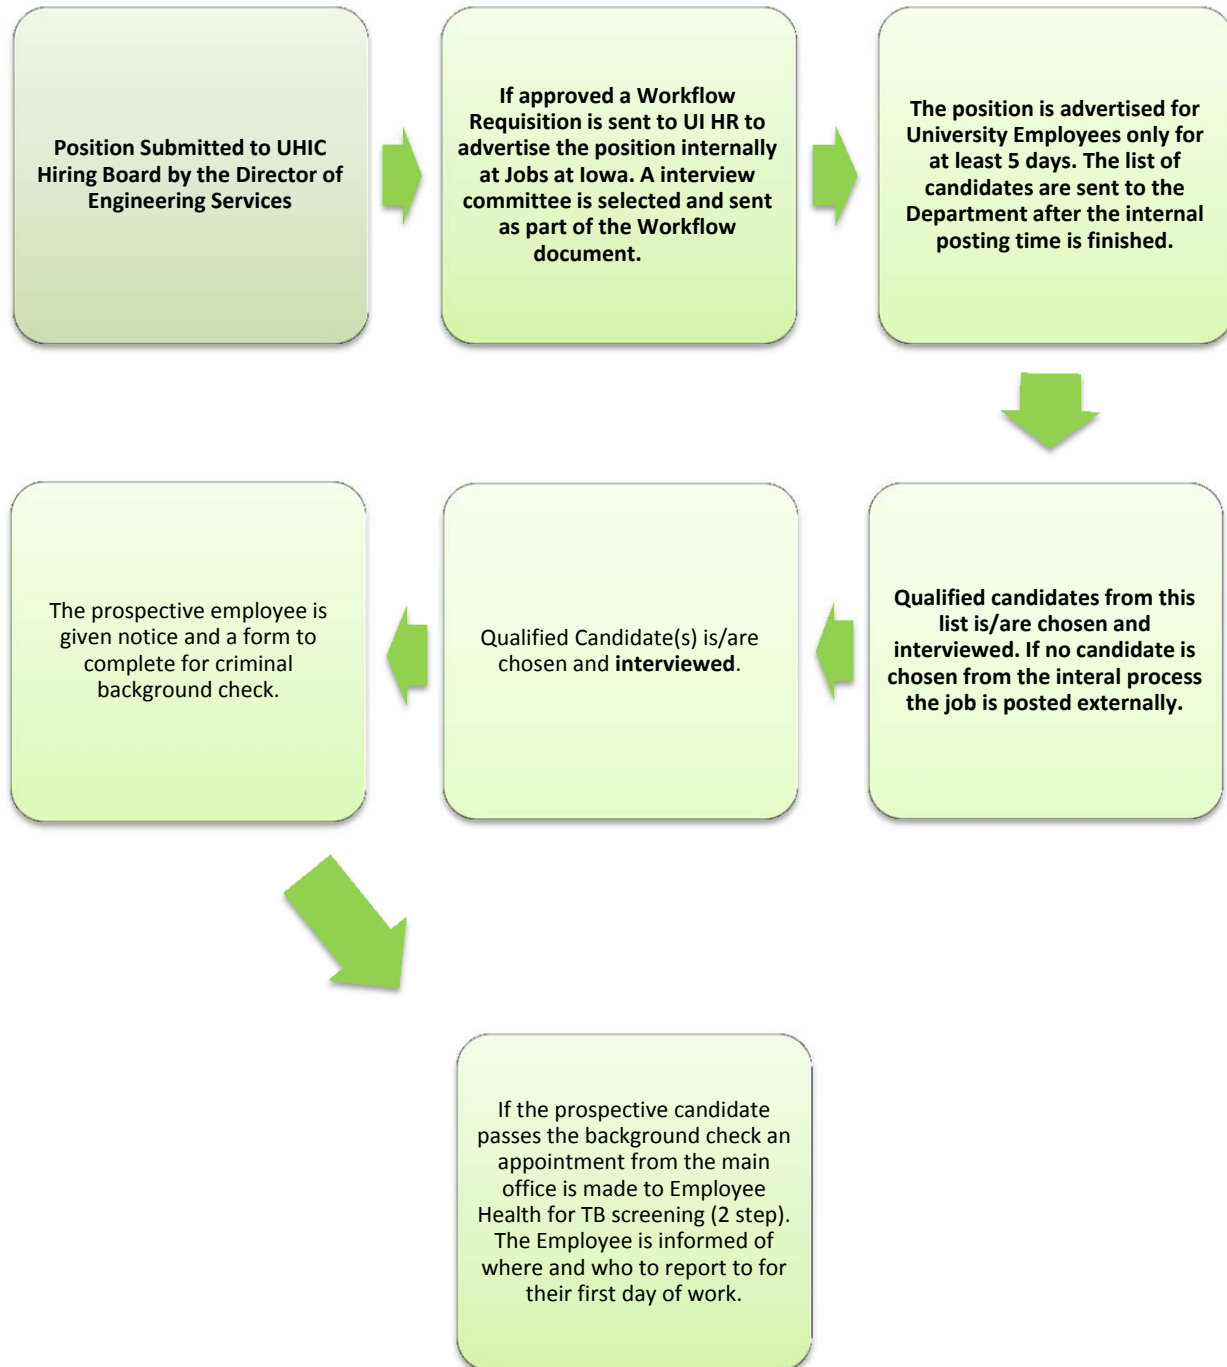 Position Submitted to UHIC
Hiring Board by the Director of
Engineering Services
If approved a Workflow
Requisition is sent to UI HR to
advertise the position internally
at Jobs at Iowa. A interview
committee is selected and sent
as part of the Workflow
document.
The position is advertised for
University Employees only for
at least 5 days. The list of
candidates are sent to the
Department after the internal
posting time is finished.
Qualified candidates from this
list is/are chosen and
interviewed. If no candidate is
chosen from the interal process
the job is posted externally.
Qualified Candidate(s) is/are
chosen and interviewed.
The prospective employee is
given notice and a form to
complete for criminal
background check.
If the prospective candidate
passes the background check an
appointment from the main
office is made to Employee
Health for TB screening (2 step).
The Employee is informed of
where and who to report to for
their first day of work.